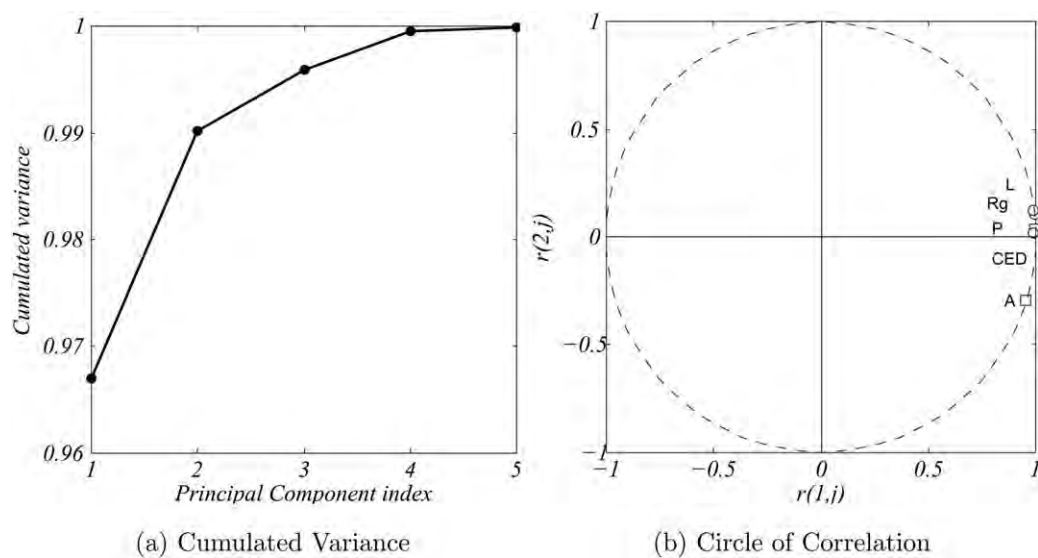 1
0.99
0.98
0.97
0.96
Cumulated variance
1 2 3 4 5
Principal Component index
(a) Cumulated Variance
1
0.5
0
−0.5
−1
r(2,j)
L
Rg
P
CED
A
−1 −0.5 0 0.5 1
r(1,j)
(b) Circle of Correlation